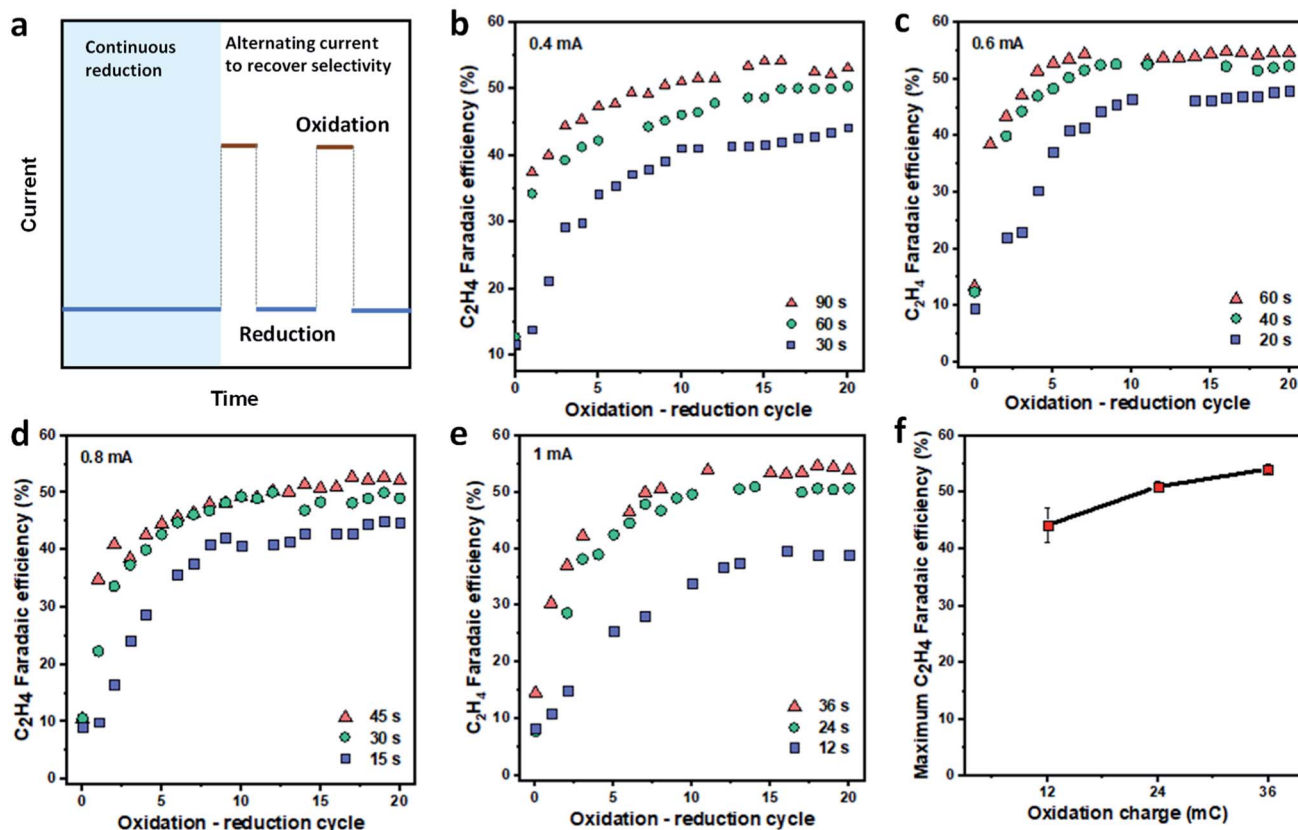 a
Continuous
reduction
Alternating current
to recover selectivity
Oxidation
Reduction
Current
Time
b
0.4 mA
C₂H₄ Faradaic efficiency (%)
60
50
40
30
20
10
90 s
60 s
30 s
0
5
10
15
20
Oxidation - reduction cycle
c
0.6 mA
C₂H₄ Faradaic efficiency (%)
60
50
40
30
20
10
0
60 s
40 s
20 s
0
5
10
15
20
Oxidation - reduction cycle
d
0.8 mA
C₂H₄ Faradaic efficiency (%)
60
50
40
30
20
10
0
45 s
30 s
15 s
0
5
10
15
20
Oxidation - reduction cycle
e
1 mA
C₂H₄ Faradaic efficiency (%)
60
50
40
30
20
10
0
36 s
24 s
12 s
0
5
10
15
20
Oxidation - reduction cycle
f
Maximum C₂H₄ Faradaic efficiency (%)
60
50
40
30
20
10
0
12
24
36
Oxidation charge (mC)